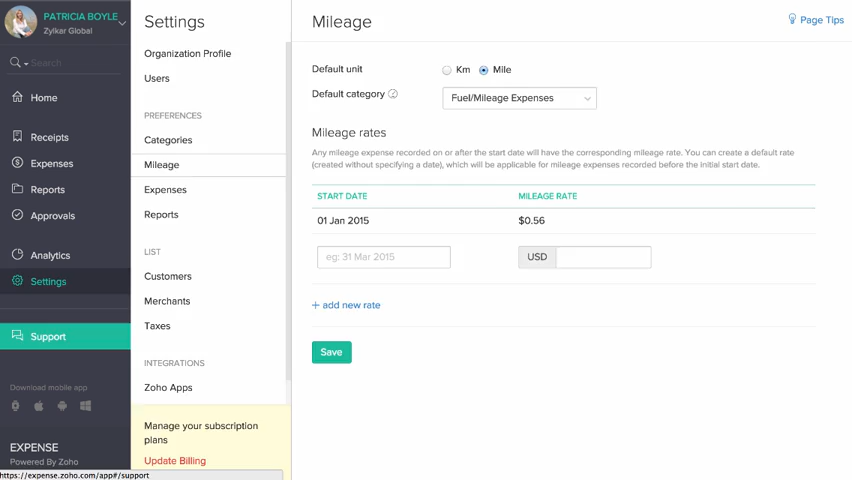 PATRICIA BOYLE
Zylkar Global
Search
Home
Receipts
Expenses
Reports
Approvals
Analytics
Settings
Support
Download mobile app
EXPENSE
Powered By Zoho
https://expense.zoho.com/app#/support
Settings
Organization Profile
Users
PREFERENCES
Categories
Mileage
Expenses
Reports
LIST
Customers
Merchants
Taxes
INTEGRATIONS
Zoho Apps
Manage your subscription
plans
Update Billing
Mileage
Page Tips
Default unit Km Mile
Default category ? Fuel/Mileage Expenses
Mileage rates
Any mileage expense recorded on or after the start date will have the corresponding mileage rate. You can create a default rate
(created without specifying a date), which will be applicable for mileage expenses recorded before the initial start date.
START DATE MILEAGE RATE
01 Jan 2015 $0.56
eg: 31 Mar 2015 USD
+ add new rate
Save